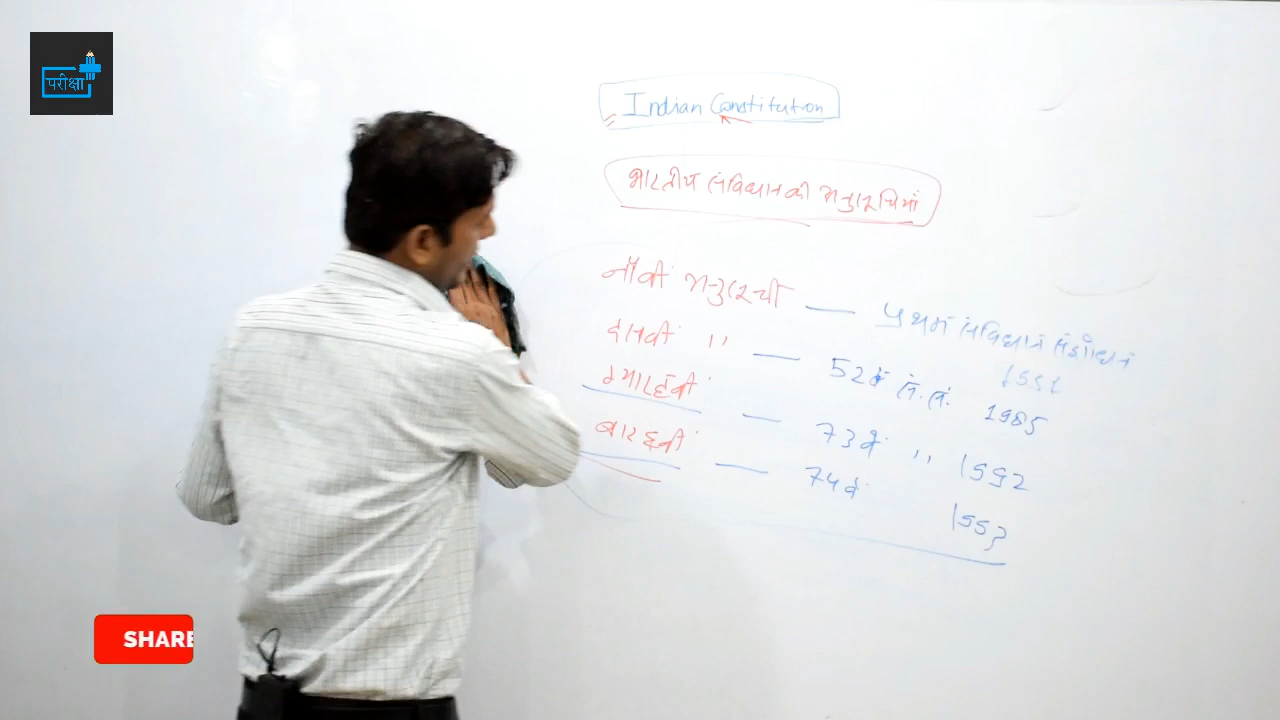 परीक्षा
Indian Constitution
भारतीय संविधान की अनुसूचियां
नौवीं अनुसूची — प्रथम संविधान संशोधन 1951
दसवीं " — 52वें सं.सं. 1985
ग्यारहवीं — 73वें " 1992
बारहवीं — 74वें 1993
SHARE